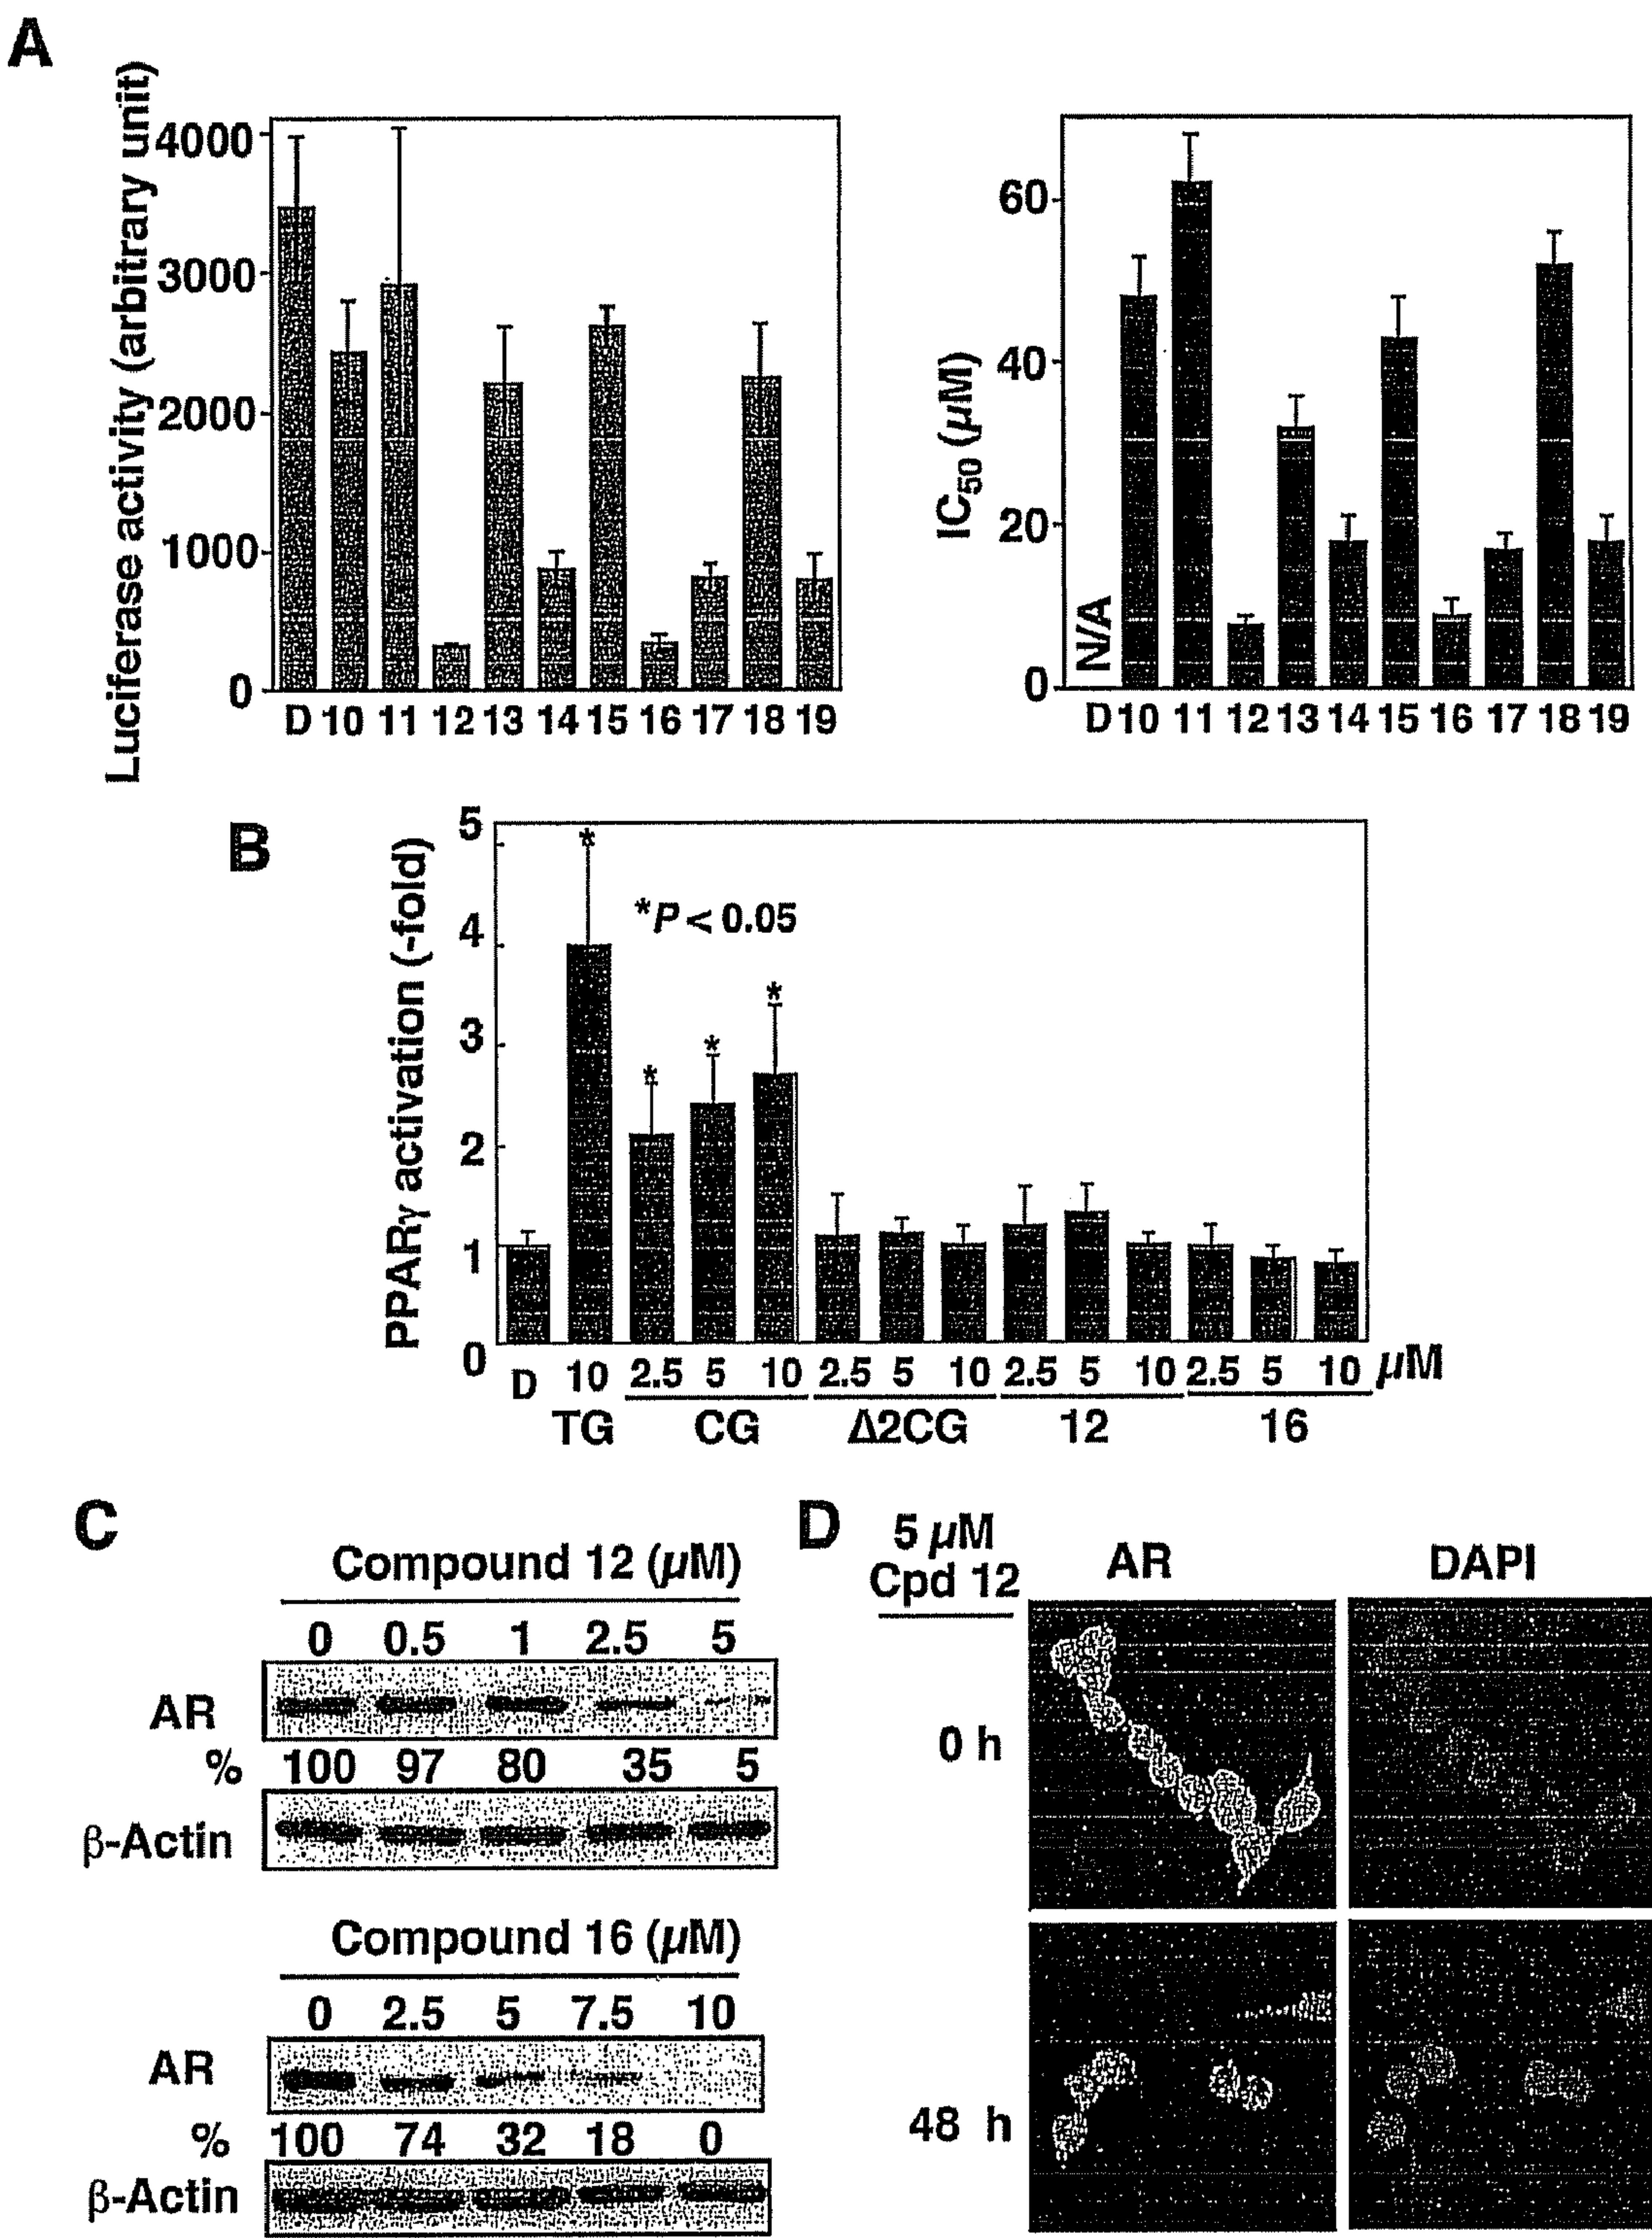 A
Luciferase activity (arbitrary unit)
4000
3000
2000
1000
0
D 10 11 12 13 14 15 16 17 18 19
IC50 (μM)
60
40
20
0
N/A
D 10 11 12 13 14 15 16 17 18 19
B
PPARγ activation (-fold)
5
4
3
2
1
0
*
*
*
*
*P < 0.05
D 10 2.5 5 10 2.5 5 10 2.5 5 10 2.5 5 10 μM
TG CG Δ2CG 12 16
C
Compound 12 (μM)
0 0.5 1 2.5 5
AR
% 100 97 80 35 5
β-Actin
Compound 16 (μM)
0 2.5 5 7.5 10
AR
% 100 74 32 18 0
β-Actin
D
5 μM
Cpd 12
AR DAPI
0 h
48 h